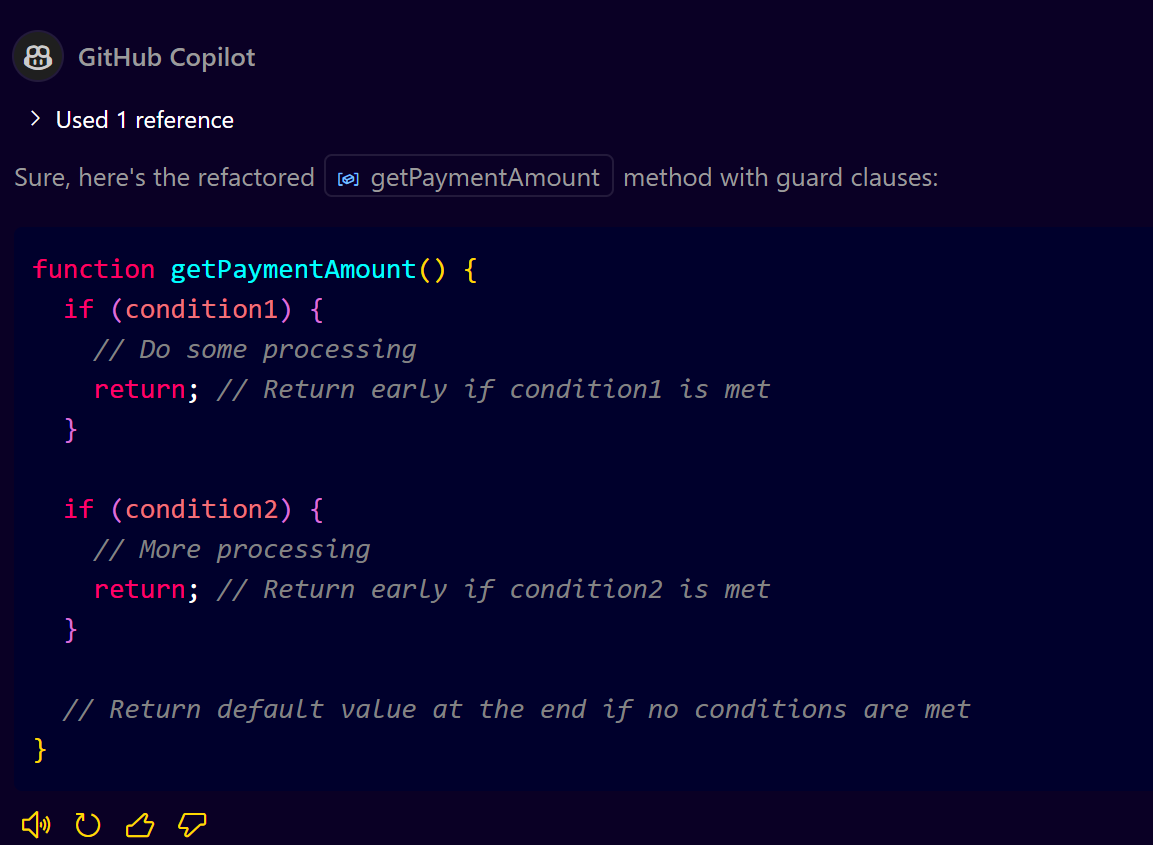 GitHub Copilot
Used 1 reference
Sure, here's the refactored getPaymentAmount method with guard clauses:
function getPaymentAmount() {
  if (condition1) {
    // Do some processing
    return; // Return early if condition1 is met
  }
  if (condition2) {
    // More processing
    return; // Return early if condition2 is met
  }
  // Return default value at the end if no conditions are met
}